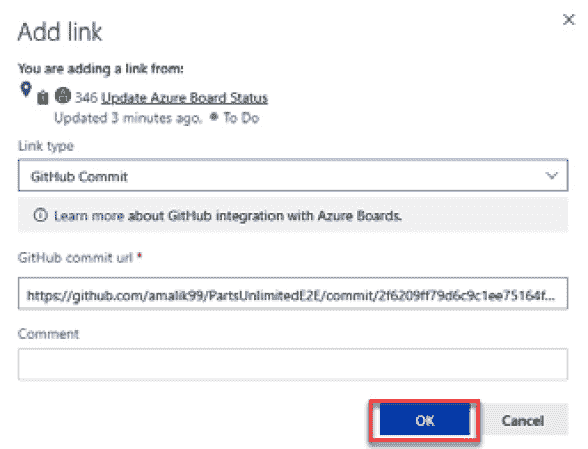 Add link
You are adding a link from:
346 Update Azure Board Status
Updated 3 minutes ago. To Do
Link type
GitHub Commit
Learn more about GitHub integration with Azure Boards.
GitHub commit url *
https://github.com/amalik99/PartsUnlimitedE2E/commit/2f6209ff79d6c9c1ee75164f...
Comment
OK
Cancel